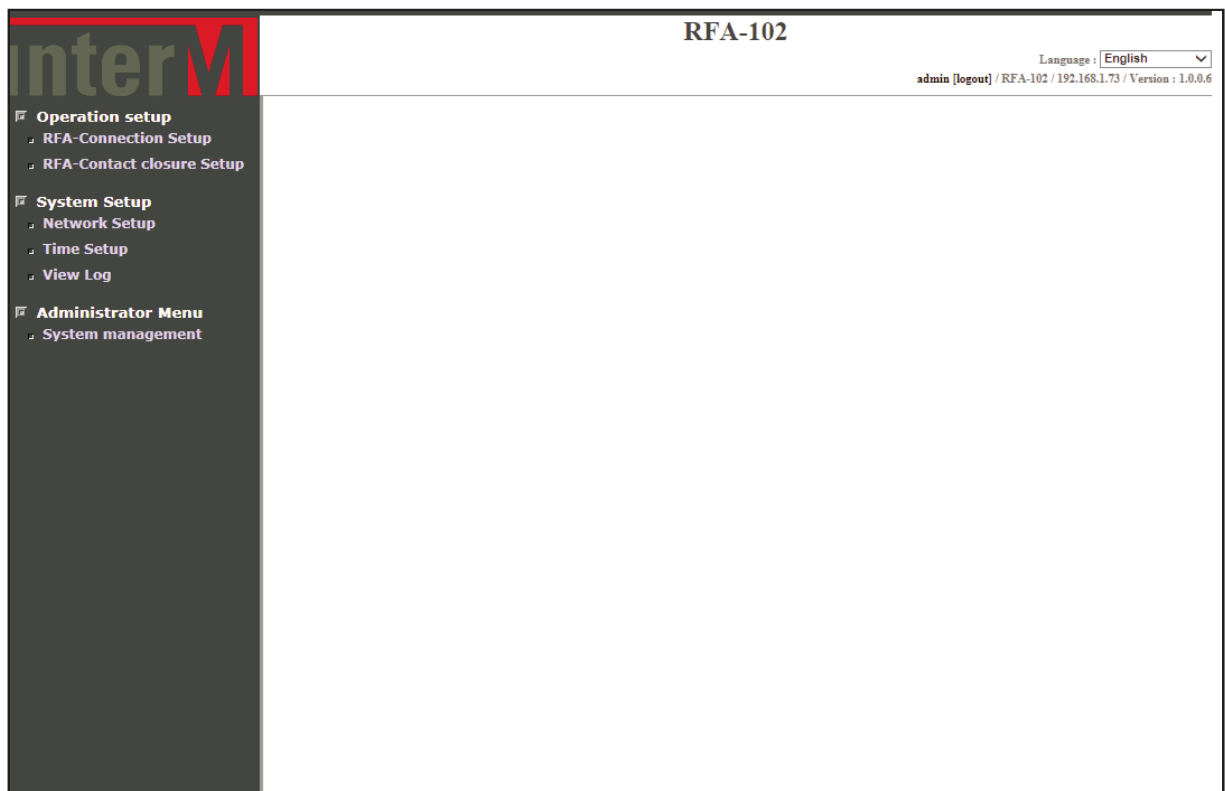 interM
RFA-102
Language : English
admin [logout] / RFA-102 / 192.168.1.73 / Version : 1.0.0.6
Operation setup
RFA-Connection Setup
RFA-Contact closure Setup
System Setup
Network Setup
Time Setup
View Log
Administrator Menu
System management